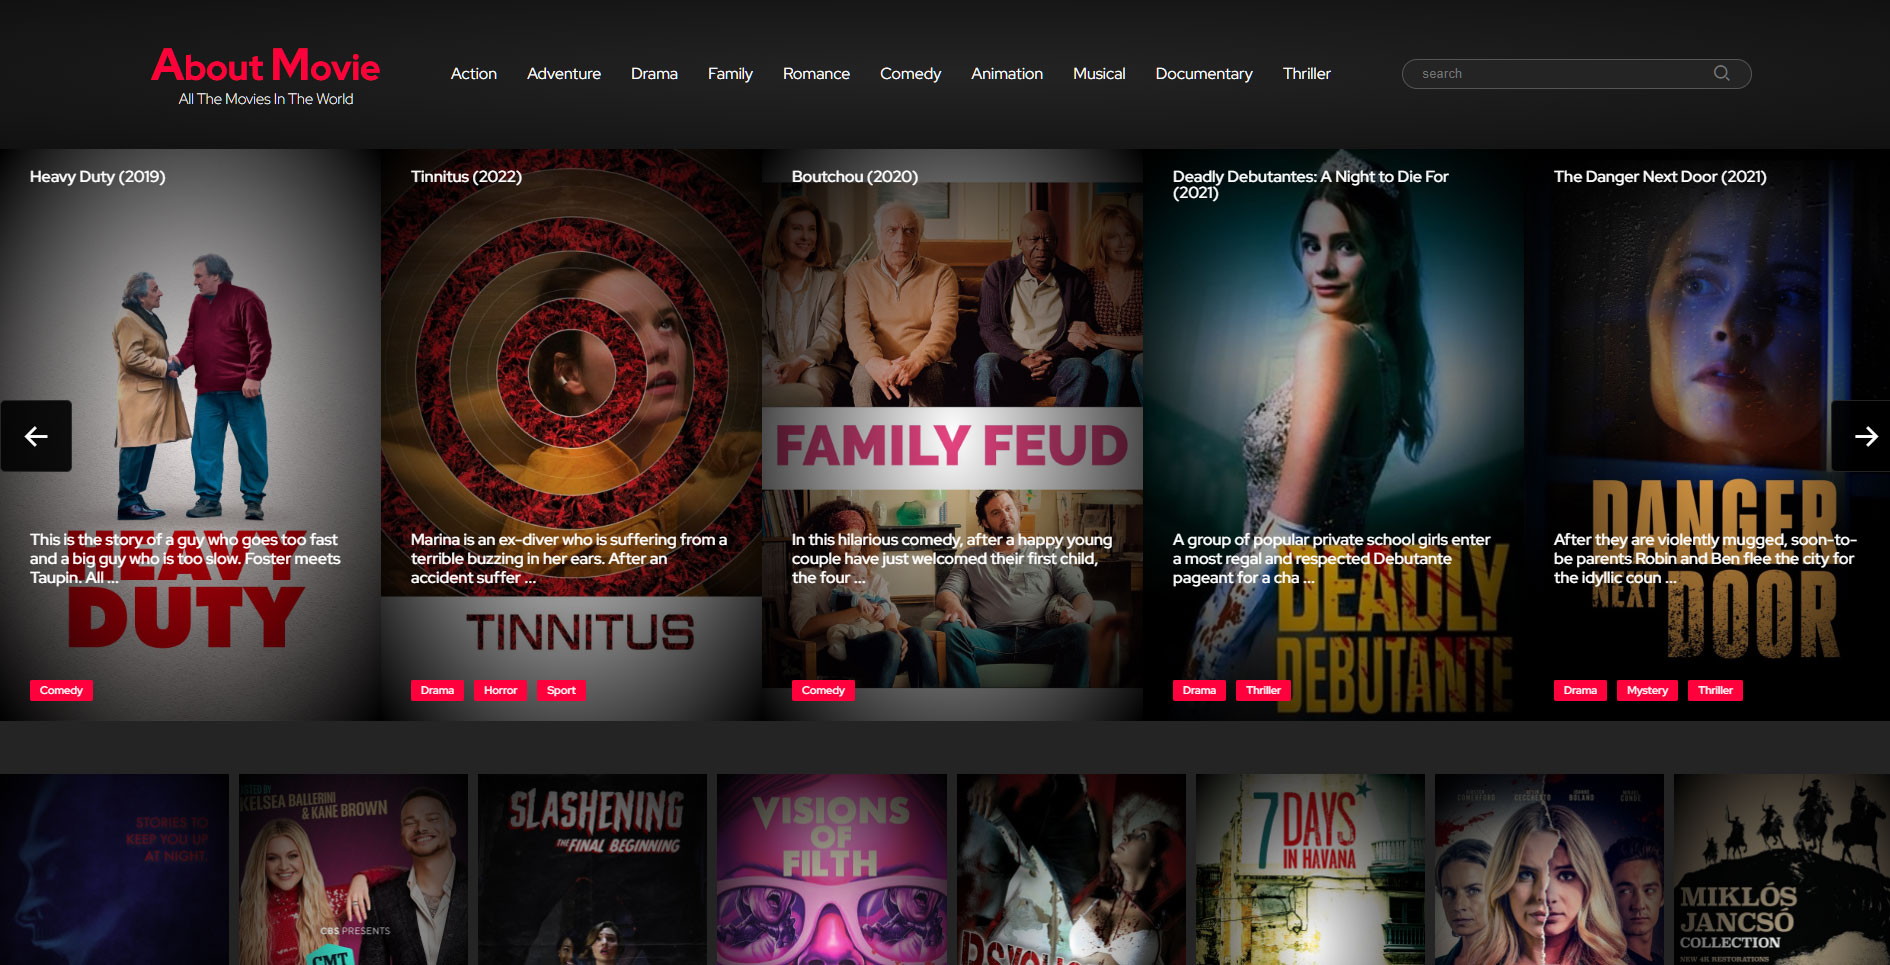 About Movie
All The Movies In The World
Action
Adventure
Drama
Family
Romance
Comedy
Animation
Musical
Documentary
Thriller
search
Heavy Duty (2019)
This is the story of a guy who goes too fast
and a big guy who is too slow. Foster meets
Taupin. All ...
HEAVY
DUTY
Comedy
Tinnitus (2022)
Marina is an ex-diver who is suffering from a
terrible buzzing in her ears. After an
accident suffer ...
TINNITUS
Drama
Horror
Sport
Boutchou (2020)
FAMILY FEUD
In this hilarious comedy, after a happy young
couple have just welcomed their first child,
the four ...
Comedy
Deadly Debutantes: A Night to Die For
(2021)
A group of popular private school girls enter
a most regal and respected Debutante
pageant for a cha ...
DEADLY
DEBUTANTE
Drama
Thriller
The Danger Next Door (2021)
DANGER
After they are violently mugged, soon-to-
be parents Robin and Ben flee the city for
the idyllic coun ...
NEXT DOOR
Drama
Mystery
Thriller
STORIES TO
KEEP YOU UP
AT NIGHT.
KELSEA BALLERINI
& KANE BROWN
CBS PRESENTS
CMT
SLASHENING
THE FINAL BEGINNING
VISIONS
OF
FILTH
7 DAYS
IN HAVANA
MIKLÓS
JANCSÓ
COLLECTION
NEW 4K RESTORATIONS